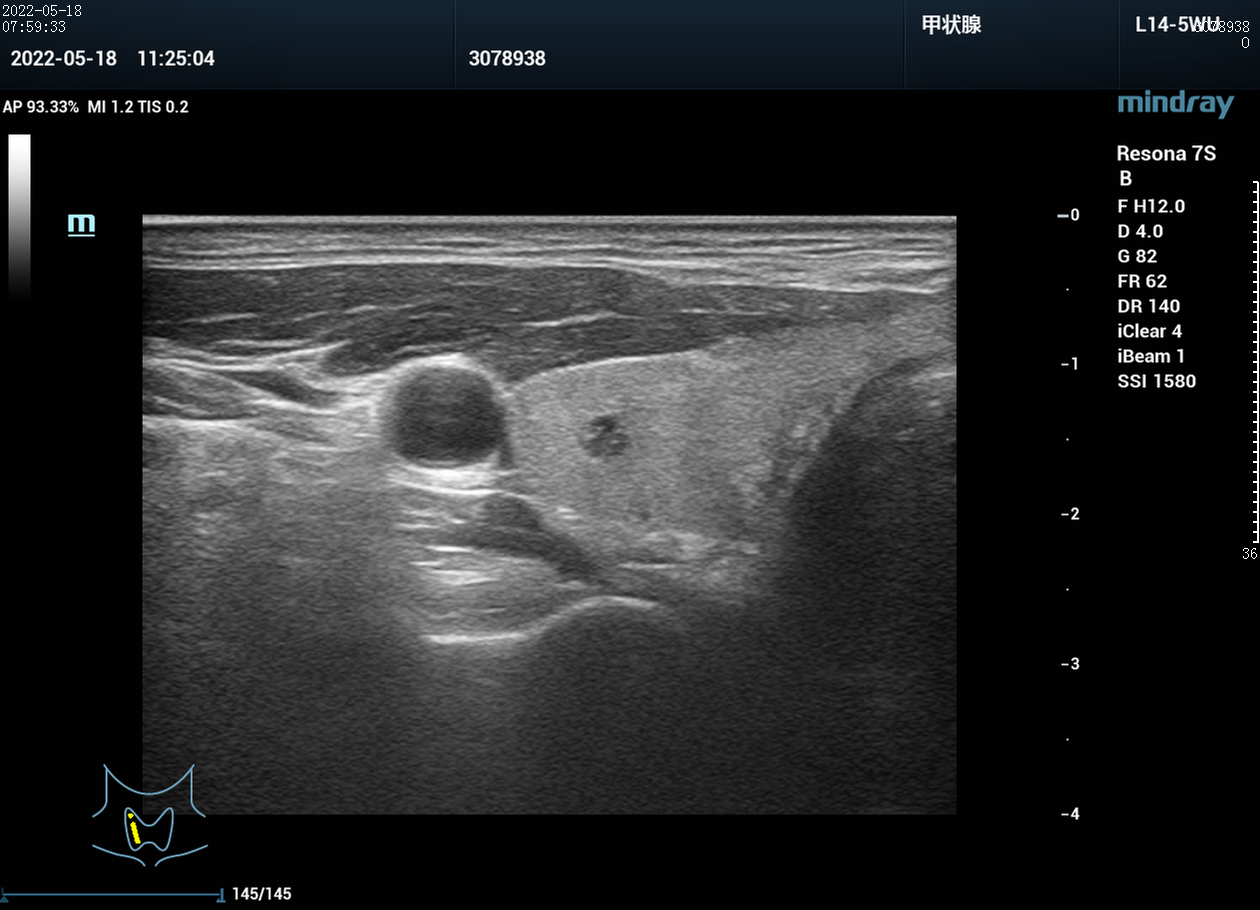 2022-05-18
07:59:33
2022-05-18 11:25:04
3078938
甲状腺
L14-5WU
3078938
0
AP 93.33% MI 1.2 TIS 0.2
mindray
Resona 7S
B
F H12.0
D 4.0
G 82
FR 62
DR 140
iClear 4
iBeam 1
SSI 1580
m
0
-1
-2
-3
-4
36
145/145